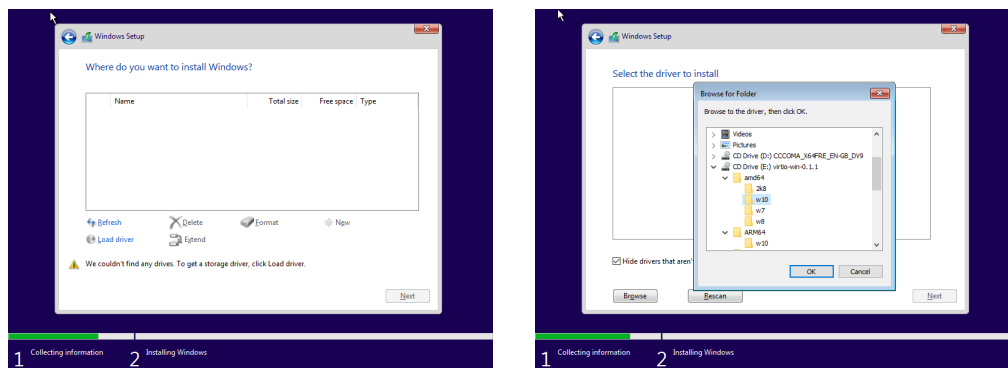 Windows Setup
Where do you want to install Windows?
Name Total size Free space Type
Refresh Delete Format New
Load driver Extend
We couldn't find any drives. To get a storage driver, click Load driver.
Next
1 Collecting information 2 Installing Windows
Windows Setup
Select the driver to install
Browse for Folder
Browse to the driver, then click OK.
Videos
Pictures
CD Drive (D:) CCCOMA_X64FRE_EN-GB_DV9
CD Drive (E:) virtio-win-0.1.1
amd64
2k8
w10
w7
w8
ARM64
w10
Hide drivers that aren'
OK Cancel
Browse Rescan Next
1 Collecting information 2 Installing Windows